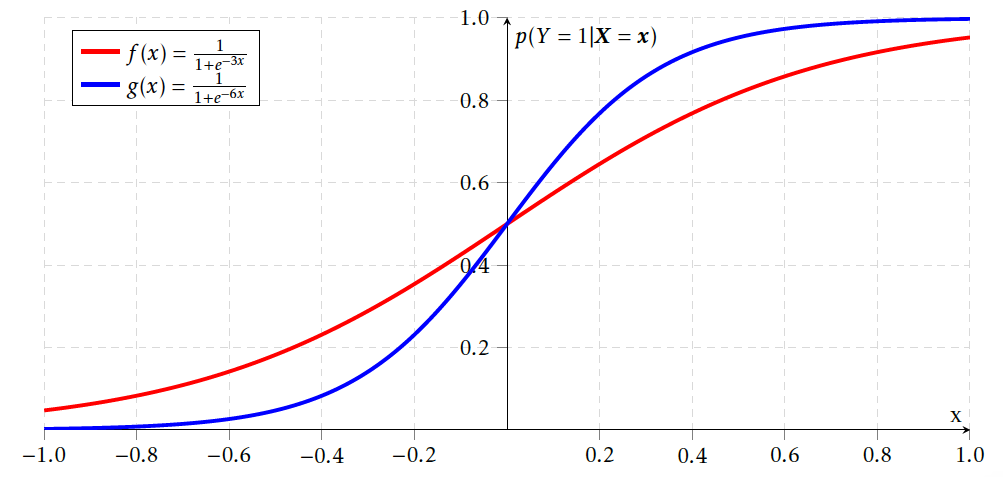 1.0
p(Y = 1|X = x)
f(x) = 1/(1+e^{−3x})
g(x) = 1/(1+e^{−6x})
0.8
0.6
0.4
0.2
x
−1.0 −0.8 −0.6 −0.4 −0.2 0.2 0.4 0.6 0.8 1.0